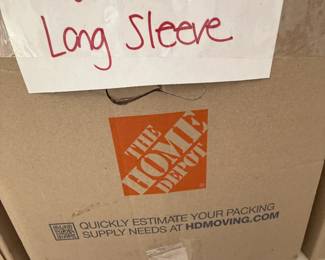 Long Sleeve
THE
HOME
DEPOT
QUICKLY ESTIMATE YOUR PACKING
SUPPLY NEEDS AT HDMOVING.COM